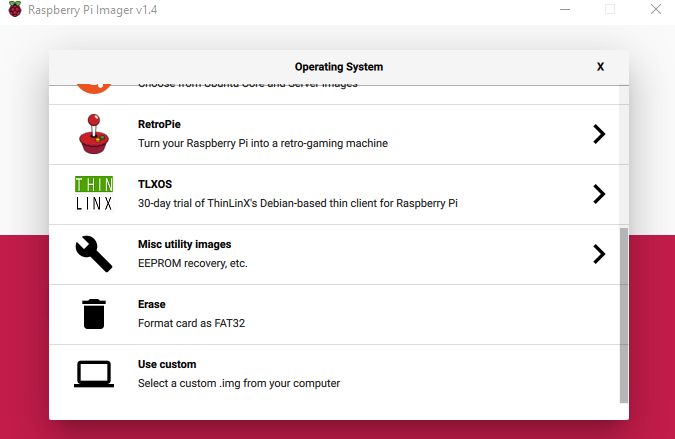 Raspberry Pi Imager v1.4
Operating System
X
Choose from Ubuntu Core and Server images
RetroPie
Turn your Raspberry Pi into a retro-gaming machine
THIN
LINX
TLXOS
30-day trial of ThinLinX's Debian-based thin client for Raspberry Pi
Misc utility images
EEPROM recovery, etc.
Erase
Format card as FAT32
Use custom
Select a custom .img from your computer